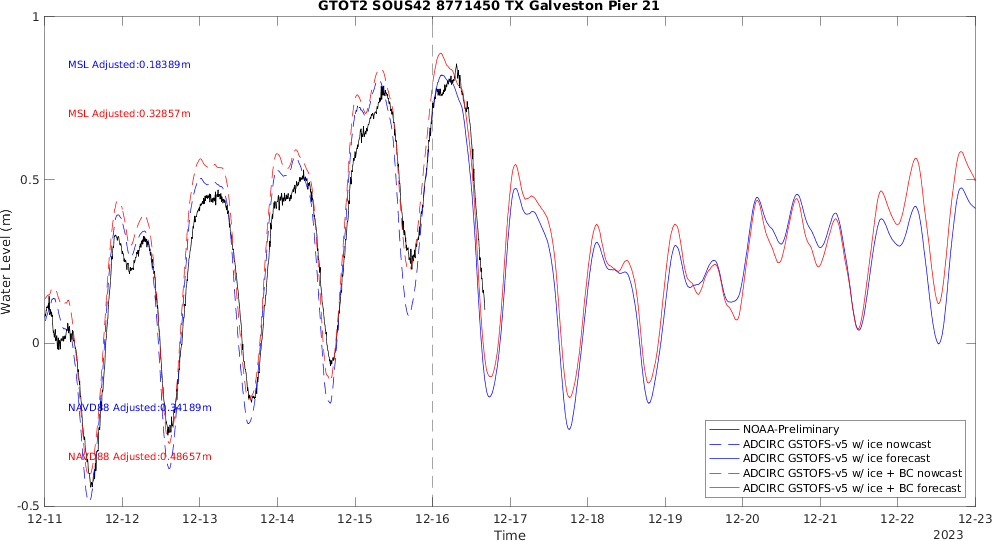 GTOT2 SOUS42 8771450 TX Galveston Pier 21
1
MSL Adjusted:0.18389m
MSL Adjusted:0.32857m
0.5
Water Level (m)
0
NAVD88 Adjusted:0.34189m
NAVD88 Adjusted:0.48657m
NOAA-Preliminary
ADCIRC GSTOFS-v5 w/ ice nowcast
ADCIRC GSTOFS-v5 w/ ice forecast
ADCIRC GSTOFS-v5 w/ice + BC nowcast
ADCIRC GSTOFS-v5 w/ice + BC forecast
-0.5
12-11 12-12 12-13 12-14 12-15 12-16 12-17 12-18 12-19 12-20 12-21 12-22 12-23
Time
2023